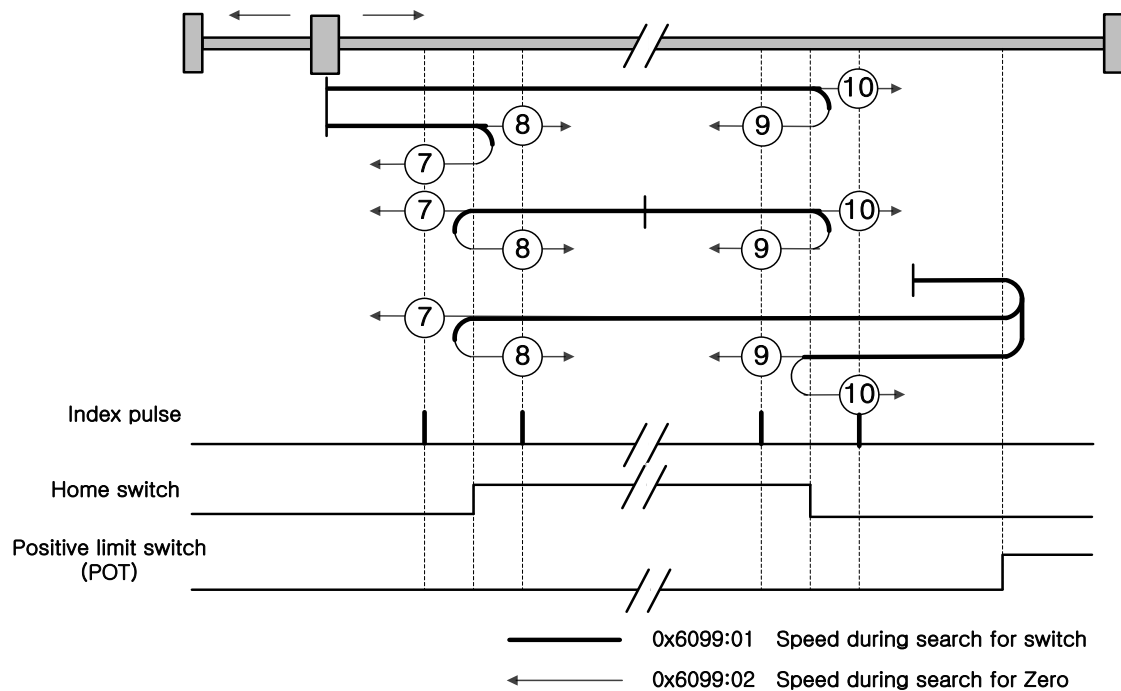 10
8
9
7
7
10
8
9
7
8
9
10
Index pulse
Home switch
Positive limit switch
(POT)
0x6099:01 Speed during search for switch
0x6099:02 Speed during search for Zero